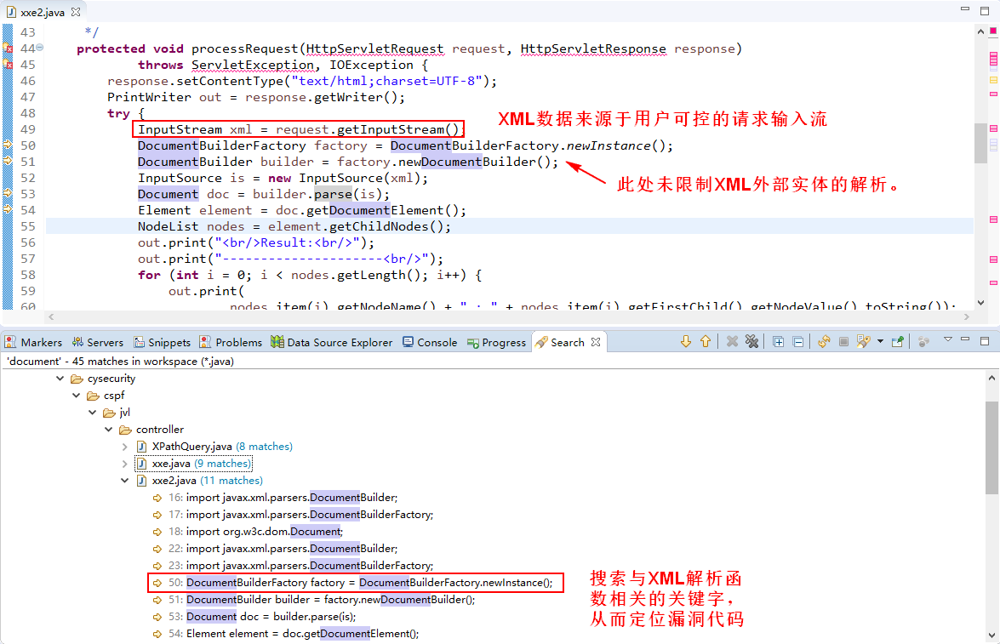 xxe2.java
43 */
44 protected void processRequest(HttpServletRequest request, HttpServletResponse response)
45 throws ServletException, IOException {
46 response.setContentType("text/html;charset=UTF-8");
47 PrintWriter out = response.getWriter();
48 try {
49 InputStream xml = request.getInputStream();
XML数据来源于用户可控的请求输入流
50 DocumentBuilderFactory factory = DocumentBuilderFactory.newInstance();
51 DocumentBuilder builder = factory.newDocumentBuilder();
52 InputSource is = new InputSource(xml);
此处未限制XML外部实体的解析。
53 Document doc = builder.parse(is);
54 Element element = doc.getDocumentElement();
55 NodeList nodes = element.getChildNodes();
56 out.print("<br/>Result:<br/>");
57 out.print("---------------------<br/>");
58 for (int i = 0; i < nodes.getLength(); i++) {
59 out.print(
60 nodes.item(i).getNodeName() + " : " + nodes.item(i).getFirstChild().getNodeValue().toString());
Markers Servers Snippets Problems Data Source Explorer Console Progress Search
'document' - 45 matches in workspace (*.java)
cysecurity
cspf
jvl
controller
XPathQuery.java (8 matches)
xxe.java (9 matches)
xxe2.java (11 matches)
16: import javax.xml.parsers.DocumentBuilder;
17: import javax.xml.parsers.DocumentBuilderFactory;
18: import org.w3c.dom.Document;
22: import javax.xml.parsers.DocumentBuilder;
23: import javax.xml.parsers.DocumentBuilderFactory;
50: DocumentBuilderFactory factory = DocumentBuilderFactory.newInstance();
51: DocumentBuilder builder = factory.newDocumentBuilder();
53: Document doc = builder.parse(is);
54: Element element = doc.getDocumentElement();
搜索与XML解析函
数相关的关键字，
从而定位漏洞代码